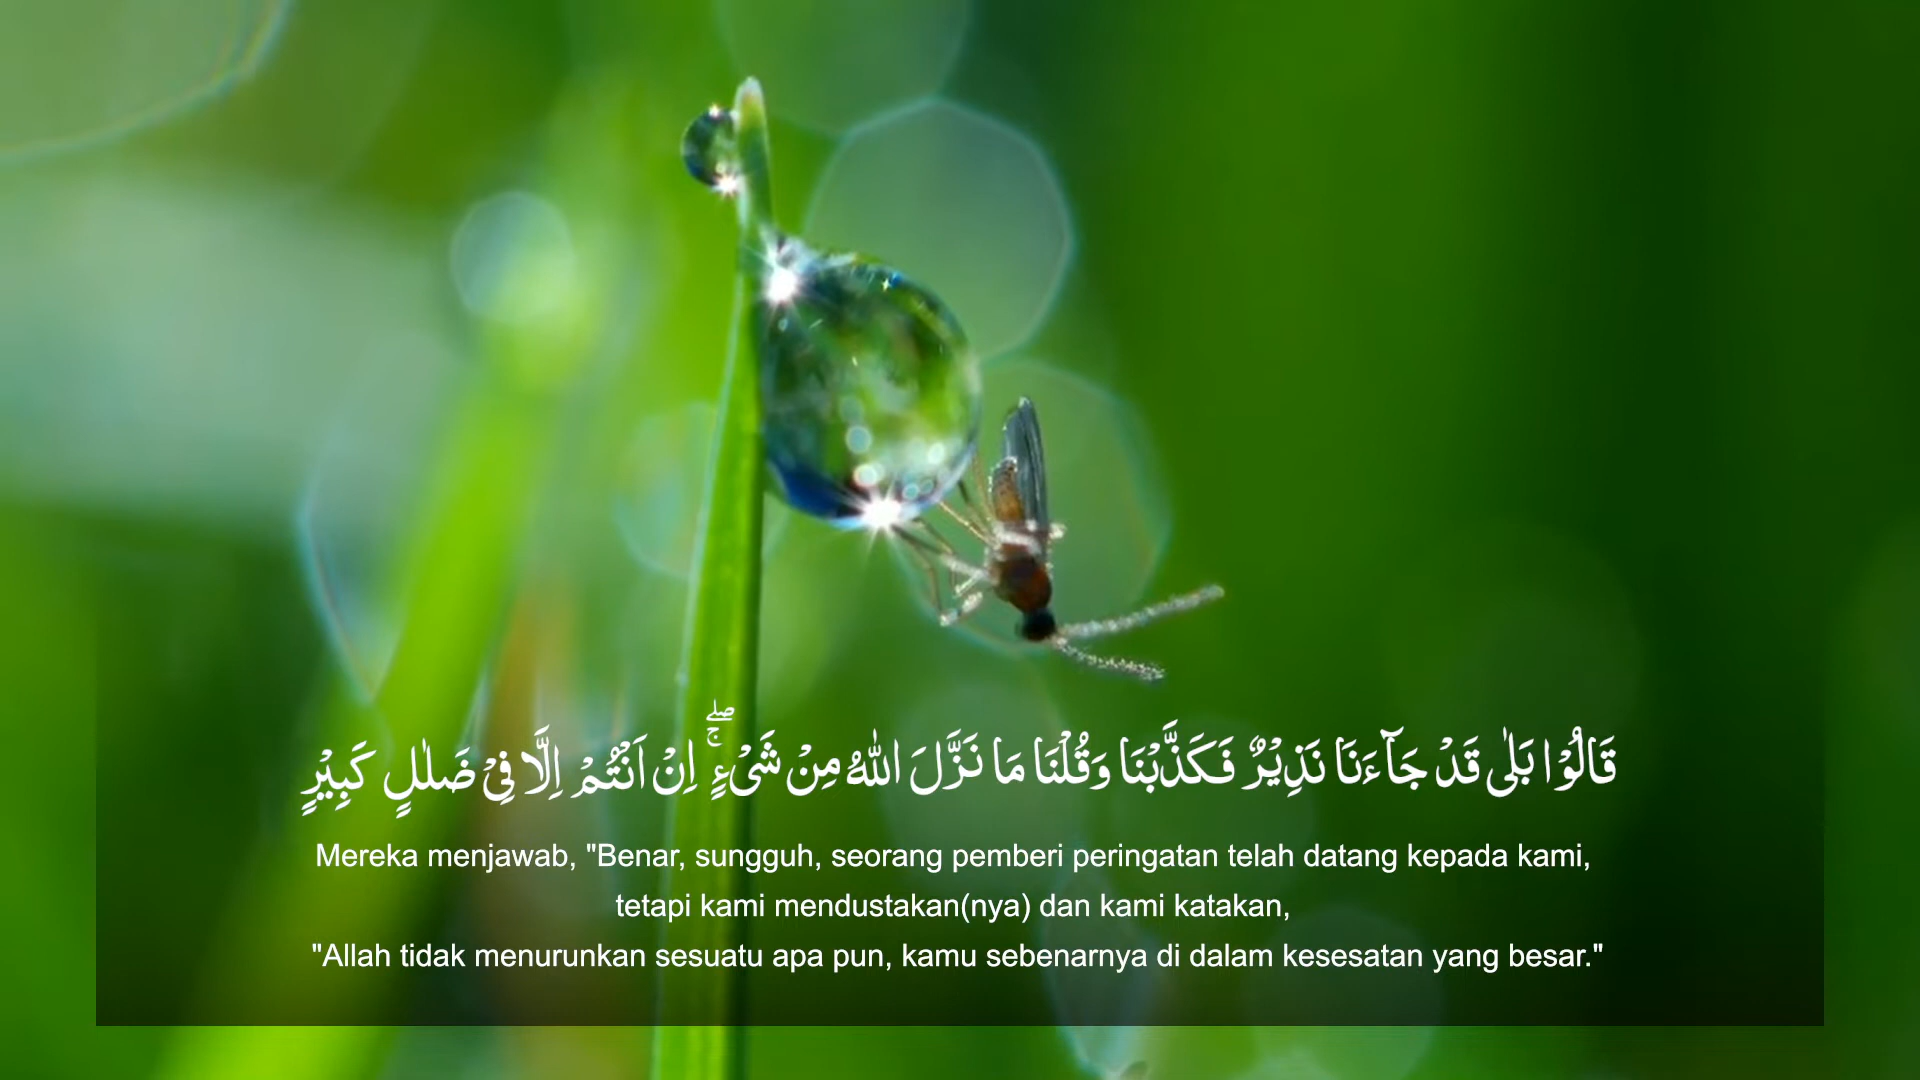 قَالُوْا بَلٰى قَدْ جَاۤءَنَا نَذِيْرٌ فَكَذَّبْنَا وَقُلْنَا مَا نَزَّلَ اللّٰهُ مِنْ شَيْءٍۖۚ اِنْ اَنْتُمْ اِلَّا فِيْ ضَلٰلٍ كَبِيْرٍ
Mereka menjawab, "Benar, sungguh, seorang pemberi peringatan telah datang kepada kami,
tetapi kami mendustakan(nya) dan kami katakan,
"Allah tidak menurunkan sesuatu apa pun, kamu sebenarnya di dalam kesesatan yang besar."